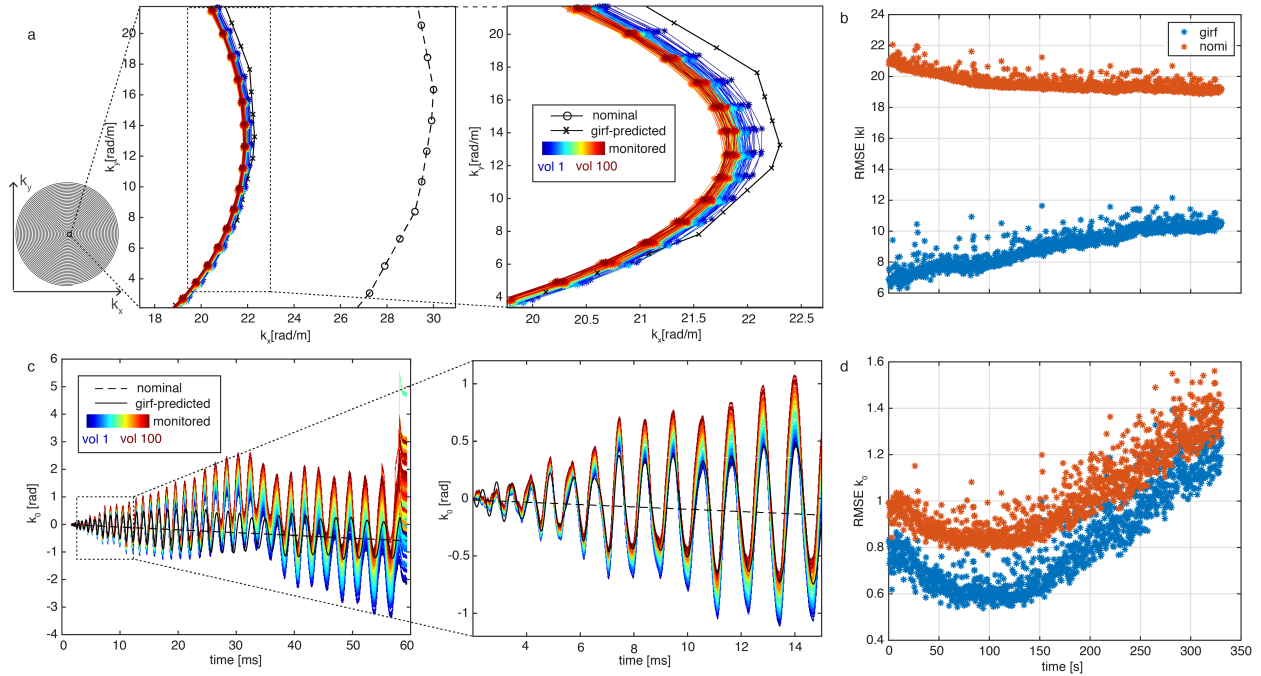 a
k_y
k_x
20
18
16
14
12
10
8
6
4
k_y[rad/m]
18
20
22
24
26
28
30
k_x[rad/m]
20
18
16
14
12
10
8
6
4
k_y[rad/m]
nominal
girf-predicted
monitored
vol 1
vol 100
20
20.5
21
21.5
22
22.5
k_x[rad/m]
b
24
22
20
18
16
14
12
10
8
6
RMSE |k|
girf
nomi
c
6
5
4
3
2
1
0
-1
-2
-3
-4
k_0 [rad]
nominal
girf-predicted
monitored
vol 1
vol 100
0
10
20
30
40
50
60
time [ms]
1
0.5
0
-0.5
-1
k_0 [rad]
4
6
8
10
12
14
time [ms]
d
1.6
1.4
1.2
1
0.8
0.6
0.4
RMSE k_0
0
50
100
150
200
250
300
350
time [s]